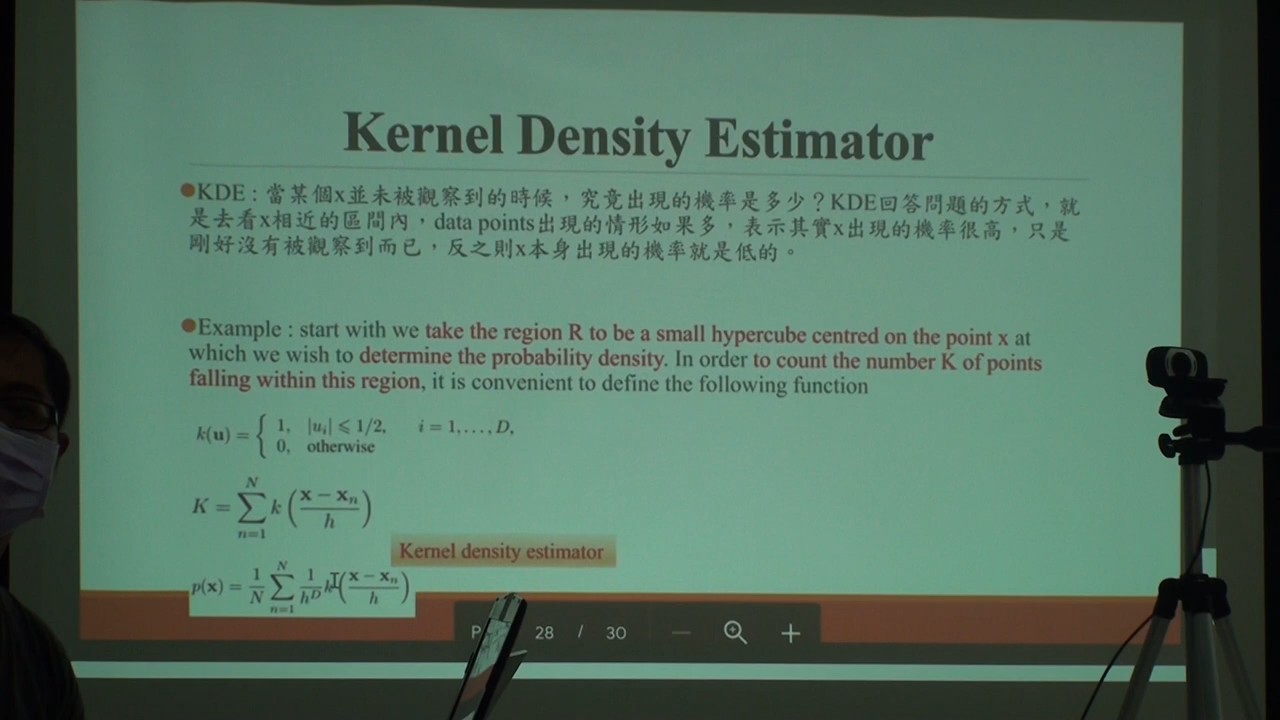 Kernel Density Estimator
●KDE : 當某個x並未被觀察到的時候，究竟出現的機率是多少？KDE回答問題的方式，就
是去看x相近的區間內，data points出現的情形如果多，表示其實x出現的機率很高，只是
剛好沒有被觀察到而已，反之則x本身出現的機率就是低的。
●Example : start with we take the region R to be a small hypercube centred on the point x at
which we wish to determine the probability density. In order to count the number K of points
falling within this region, it is convenient to define the following function
k(u) = { 1, |u_i| ⩽ 1/2, i = 1, . . . , D,
0, otherwise
K = ∑_{n=1}^{N} k((x − x_n)/h)
Kernel density estimator
p(x) = 1/N ∑_{n=1}^{N} 1/h^D k((x − x_n)/h)
28 / 30 — +